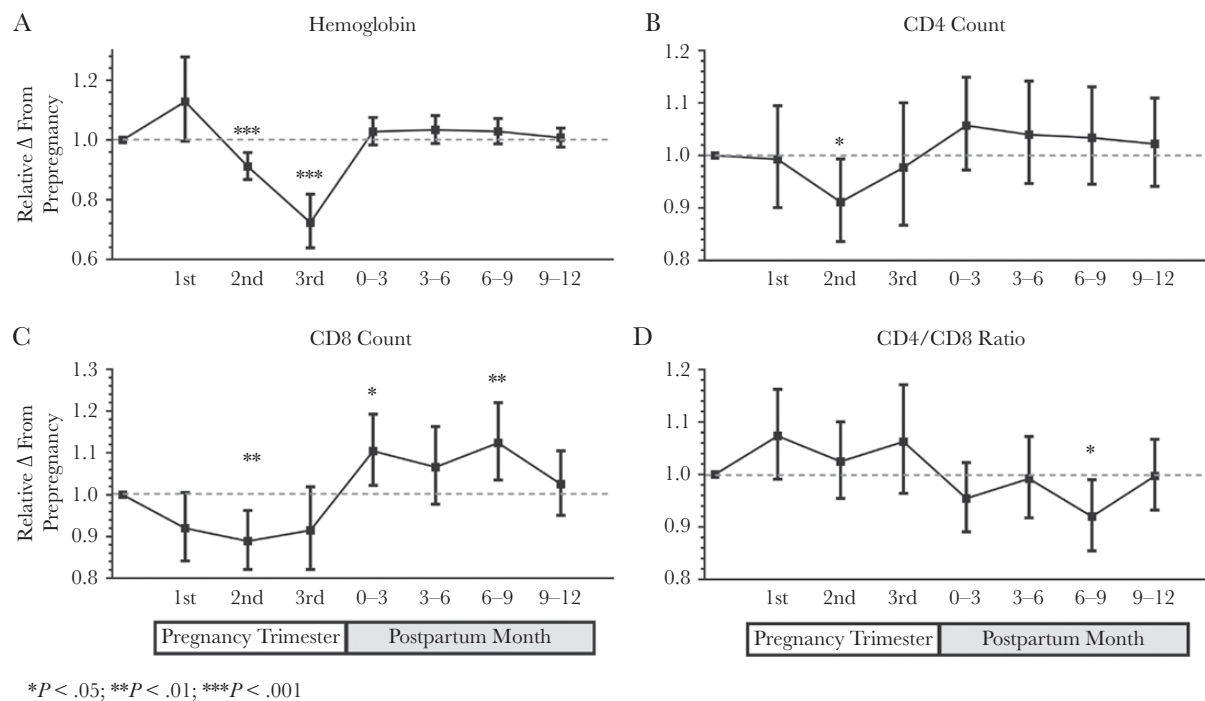 A
Hemoglobin
Relative Δ From
Prepregnancy
1.2
1.0
0.8
0.6
***
***
1st 2nd 3rd 0–3 3–6 6–9 9–12
B
CD4 Count
1.2
1.1
1.0
0.9
0.8
*
1st 2nd 3rd 0–3 3–6 6–9 9–12
C
CD8 Count
Relative Δ From
Prepregnancy
1.3
1.2
1.1
1.0
0.9
0.8
**
*
**
1st 2nd 3rd 0–3 3–6 6–9 9–12
Pregnancy Trimester Postpartum Month
D
CD4/CD8 Ratio
1.2
1.1
1.0
0.9
0.8
*
1st 2nd 3rd 0–3 3–6 6–9 9–12
Pregnancy Trimester Postpartum Month
*P < .05; **P < .01; ***P < .001